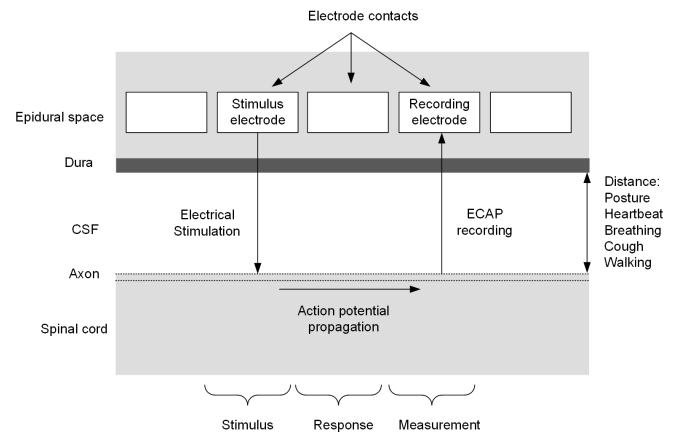 Electrode contacts
Stimulus
electrode
Recording
electrode
Epidural space
Dura
Electrical
Stimulation
ECAP
recording
Distance:
Posture
Heartbeat
Breathing
Cough
Walking
CSF
Axon
Action potential
propagation
Spinal cord
Stimulus
Response
Measurement